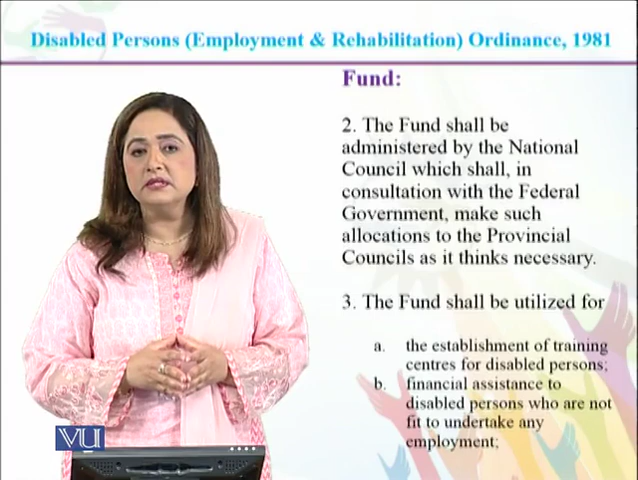 Disabled Persons (Employment & Rehabilitation) Ordinance, 1981
Fund:
2. The Fund shall be
administered by the National
Council which shall, in
consultation with the Federal
Government, make such
allocations to the Provincial
Councils as it thinks necessary.
3. The Fund shall be utilized for
a. the establishment of training
centres for disabled persons;
b. financial assistance to
disabled persons who are not
fit to undertake any
employment;
VU